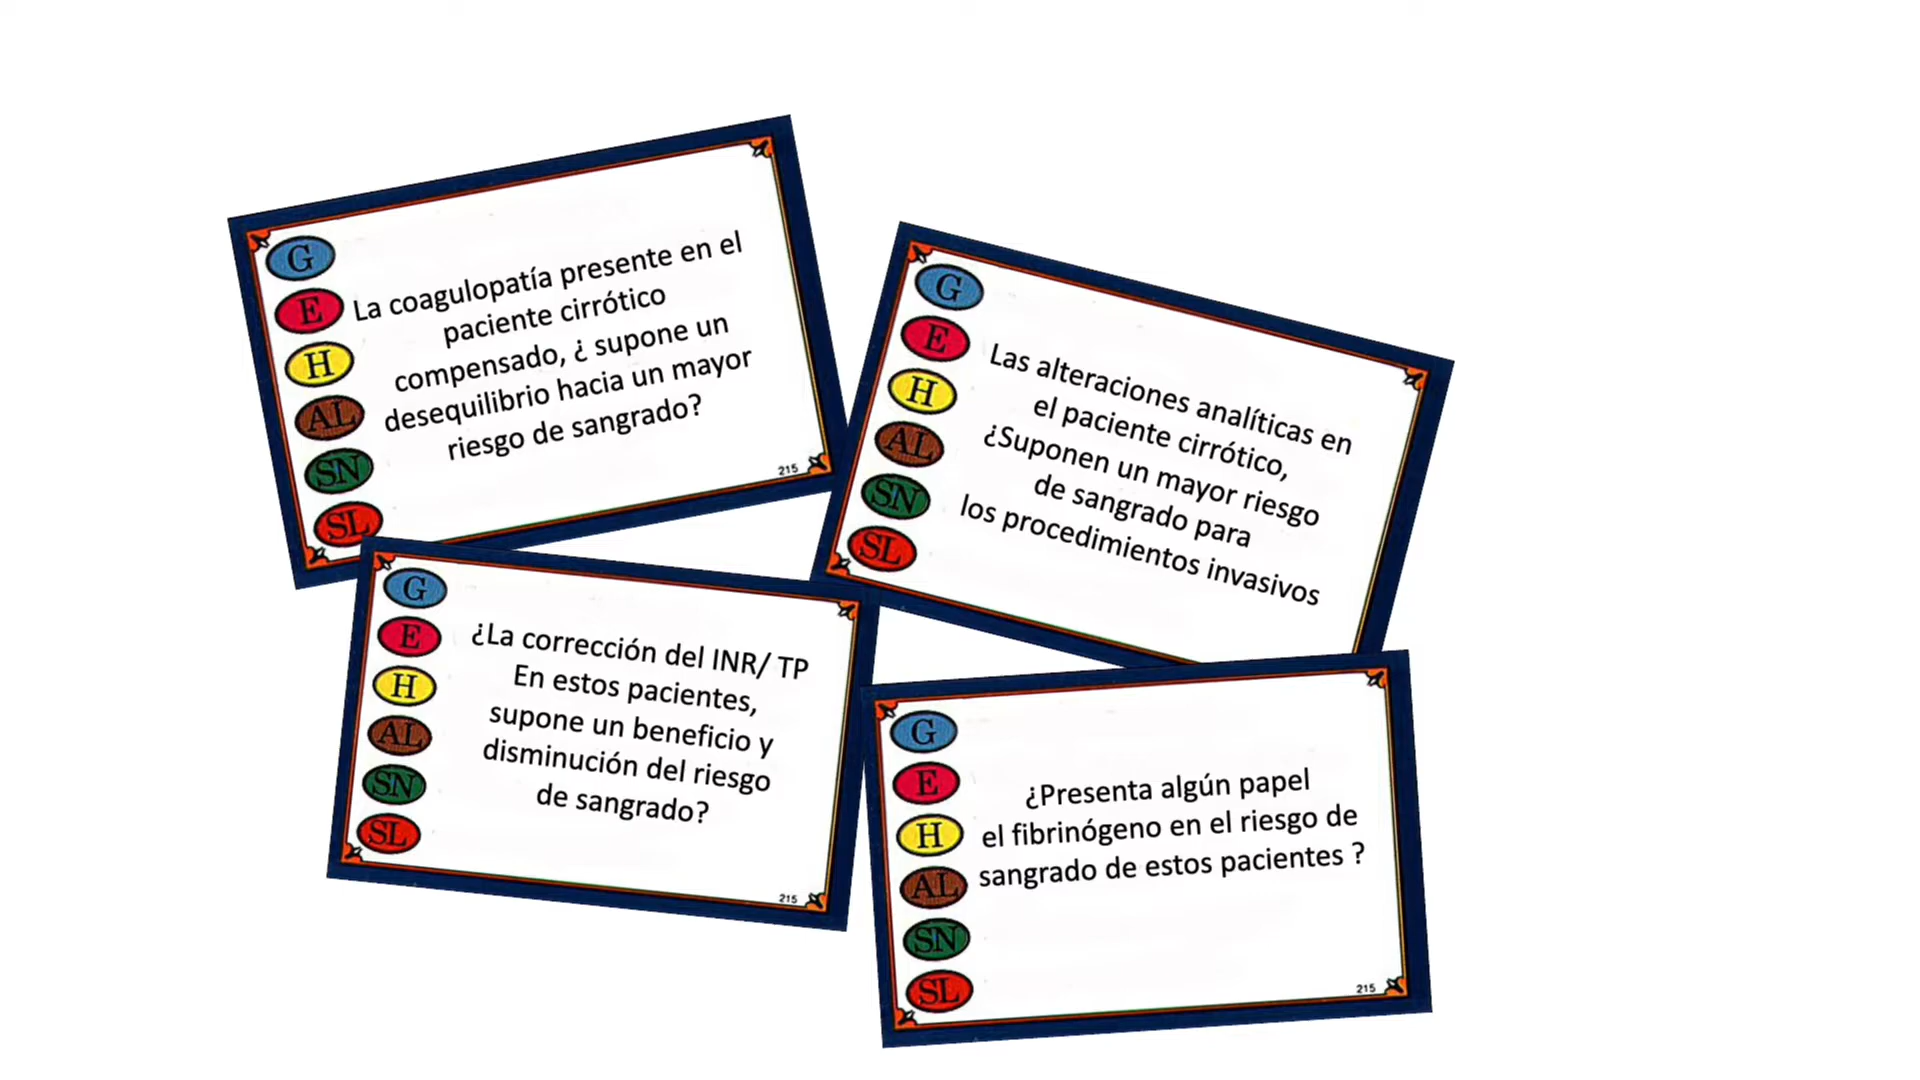 G
E
H
AL
SN
SL
La coagulopatía presente en el
paciente cirrótico
compensado, ¿ supone un
desequilibrio hacia un mayor
riesgo de sangrado?
215
G
E
H
AL
SN
SL
Las alteraciones analíticas en
el paciente cirrótico,
¿Suponen un mayor riesgo
de sangrado para
los procedimientos invasivos
G
E
H
AL
SN
SL
¿La corrección del INR/ TP
En estos pacientes,
supone un beneficio y
disminución del riesgo
de sangrado?
215
G
E
H
AL
SN
SL
¿Presenta algún papel
el fibrinógeno en el riesgo de
sangrado de estos pacientes ?
215